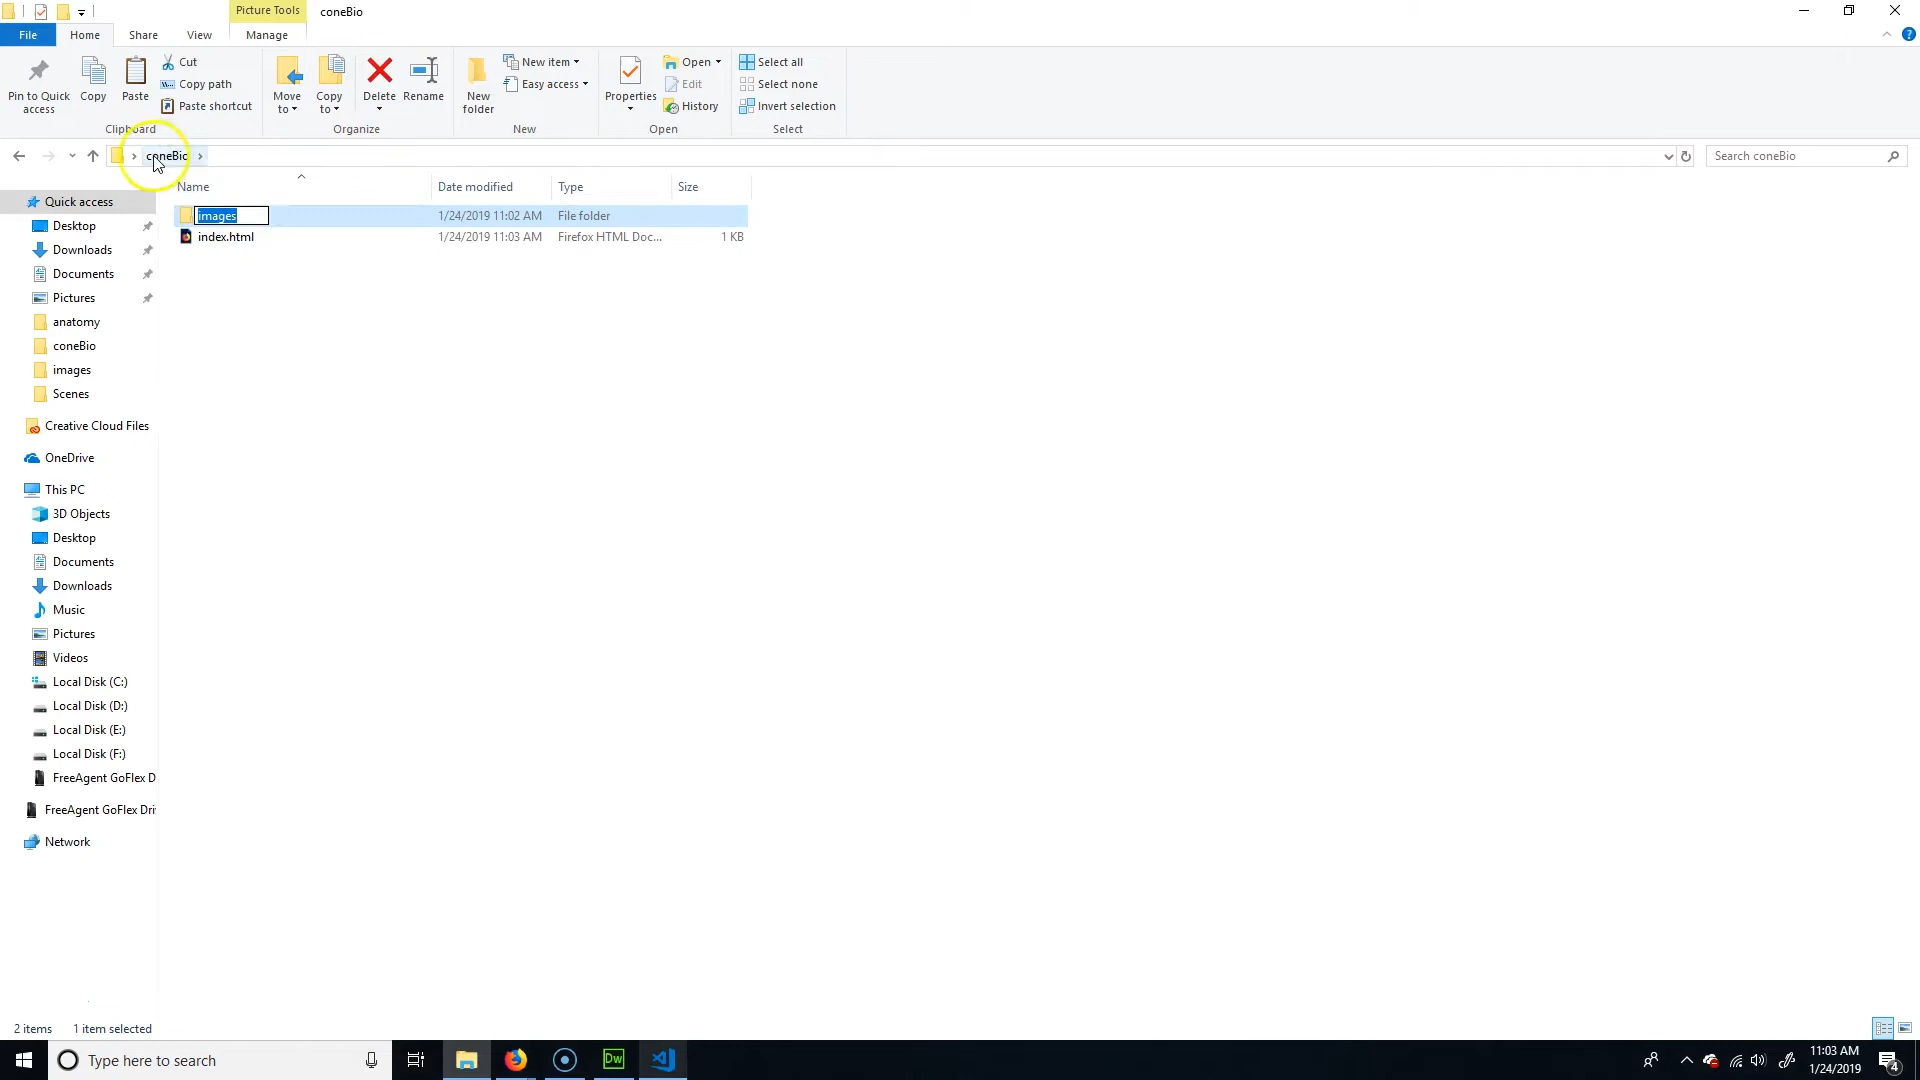 Picture Tools
coneBio
File
Home
Share
View
Manage
Pin to Quick access
Copy
Paste
Cut
Copy path
Paste shortcut
Clipboard
Move to
Copy to
Delete
Rename
Organize
New folder
New item
Easy access
New
Properties
Open
Edit
History
Open
Select all
Select none
Invert selection
Select
coneBio
Search coneBio
Name
Date modified
Type
Size
images
1/24/2019 11:02 AM
File folder
index.html
1/24/2019 11:03 AM
Firefox HTML Doc...
1 KB
Quick access
Desktop
Downloads
Documents
Pictures
anatomy
coneBio
images
Scenes
Creative Cloud Files
OneDrive
This PC
3D Objects
Desktop
Documents
Downloads
Music
Pictures
Videos
Local Disk (C:)
Local Disk (D:)
Local Disk (E:)
Local Disk (F:)
FreeAgent GoFlex D
FreeAgent GoFlex Dri
Network
2 items
1 item selected
Type here to search
Dw
11:03 AM
1/24/2019
4